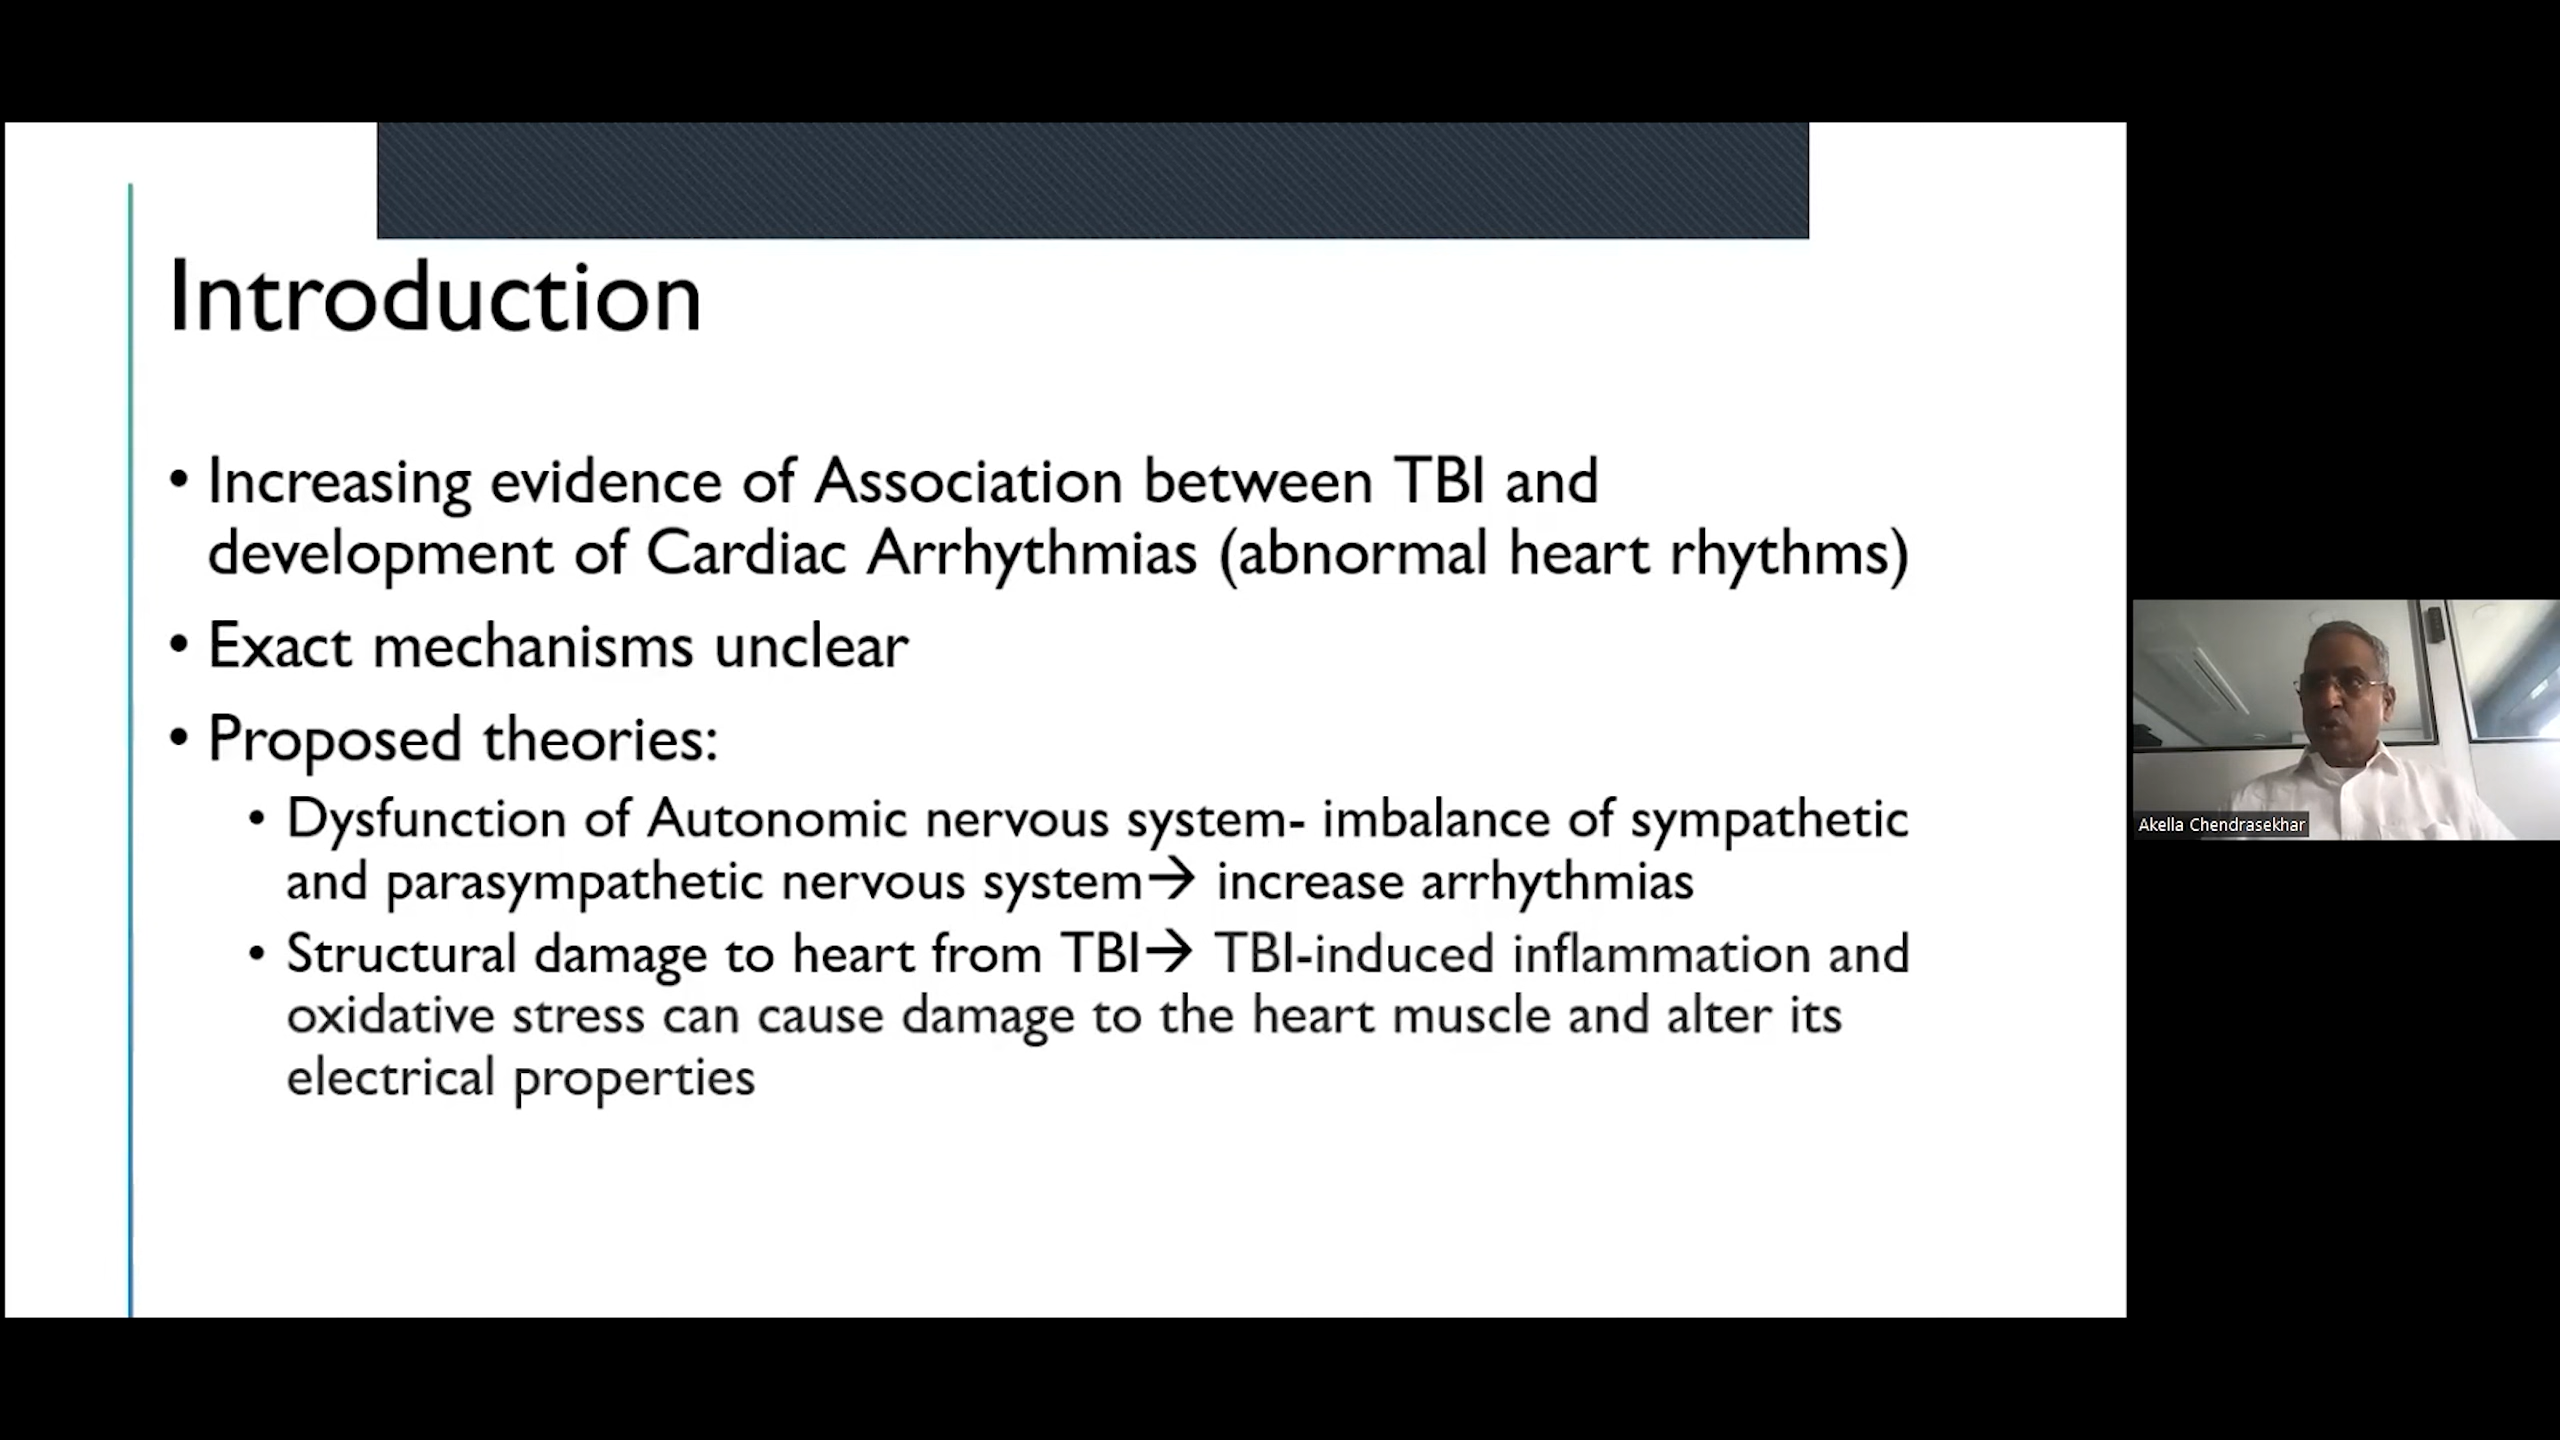 Introduction
• Increasing evidence of Association between TBI and
development of Cardiac Arrhythmias (abnormal heart rhythms)
• Exact mechanisms unclear
• Proposed theories:
• Dysfunction of Autonomic nervous system- imbalance of sympathetic
and parasympathetic nervous system→ increase arrhythmias
• Structural damage to heart from TBI→ TBI-induced inflammation and
oxidative stress can cause damage to the heart muscle and alter its
electrical properties
Akella Chendrasekhar